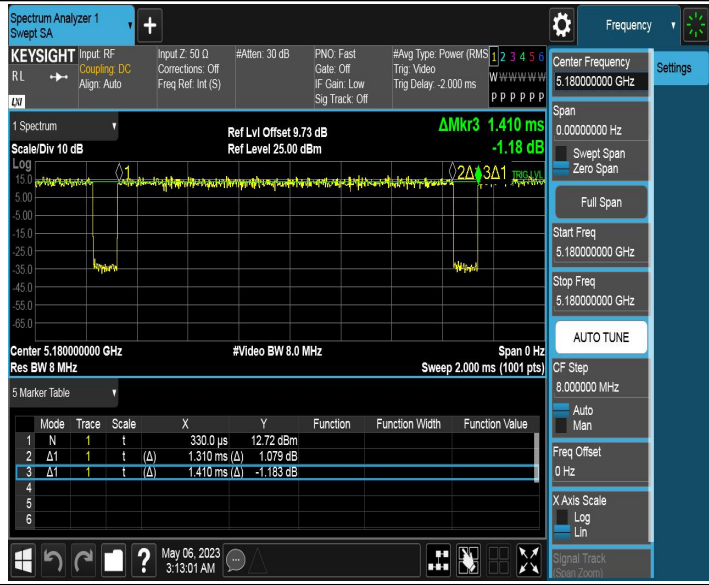 Spectrum Analyzer 1
Swept SA
Frequency
KEYSIGHT Input: RF Input Z: 50 Ω #Atten: 30 dB PNO: Fast #Avg Type: Power (RMS 1 2 3 4 5 6
RL Coupling: DC Corrections: Off Gate: Off Trig: Video W W W W W W
Align: Auto Freq Ref: Int (S) IF Gain: Low Trig Delay: -2.000 ms
LXI Sig Track: Off P P P P P P
1 Spectrum
Ref Lvl Offset 9.73 dB
ΔMkr3 1.410 ms
Scale/Div 10 dB Ref Level 25.00 dBm -1.18 dB
Log
◊1 ◊2Δ1 3Δ1 TRIG LVL
15.0
5.00
-5.00
-15.0
-25.0
-35.0
-45.0
-55.0
-65.0
Center 5.180000000 GHz #Video BW 8.0 MHz Span 0 Hz
Res BW 8 MHz Sweep 2.000 ms (1001 pts)
5 Marker Table
Mode Trace Scale X Y Function Function Width Function Value
1 N 1 t 330.0 µs 12.72 dBm
2 Δ1 1 t (Δ) 1.310 ms (Δ) 1.079 dB
3 Δ1 1 t (Δ) 1.410 ms (Δ) -1.183 dB
4
5
6
May 06, 2023
3:13:01 AM
Center Frequency
5.180000000 GHz
Settings
Span
0.00000000 Hz
Swept Span
Zero Span
Full Span
Start Freq
5.180000000 GHz
Stop Freq
5.180000000 GHz
AUTO TUNE
CF Step
8.000000 MHz
Auto
Man
Freq Offset
0 Hz
X Axis Scale
Log
Lin
Signal Track
(Span Zoom)